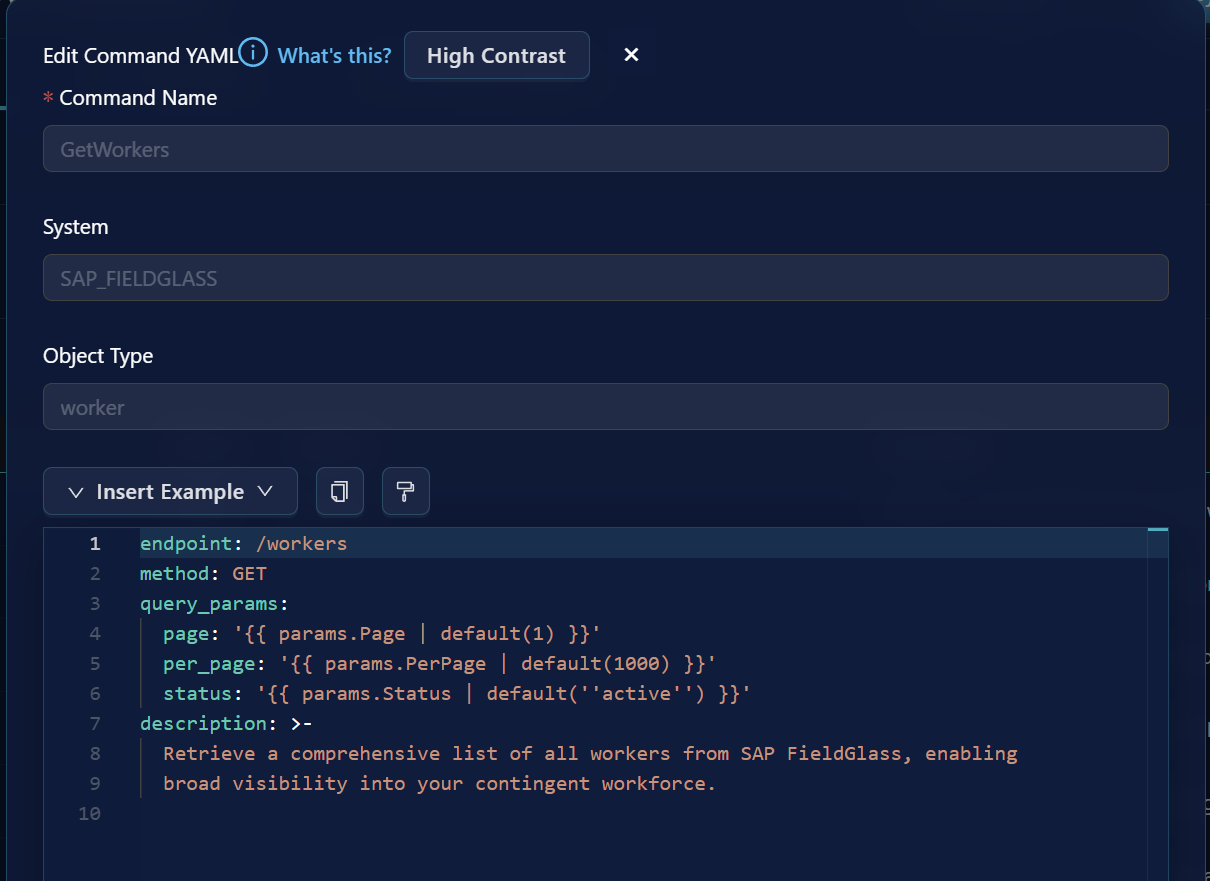 Edit Command YAML What's this? High Contrast
* Command Name
GetWorkers
System
SAP_FIELDGLASS
Object Type
worker
Insert Example
1 endpoint: /workers
2 method: GET
3 query_params:
4 page: '{{ params.Page | default(1) }}'
5 per_page: '{{ params.PerPage | default(1000) }}'
6 status: '{{ params.Status | default(''active'') }}'
7 description: >-
8 Retrieve a comprehensive list of all workers from SAP FieldGlass, enabling
9 broad visibility into your contingent workforce.
10